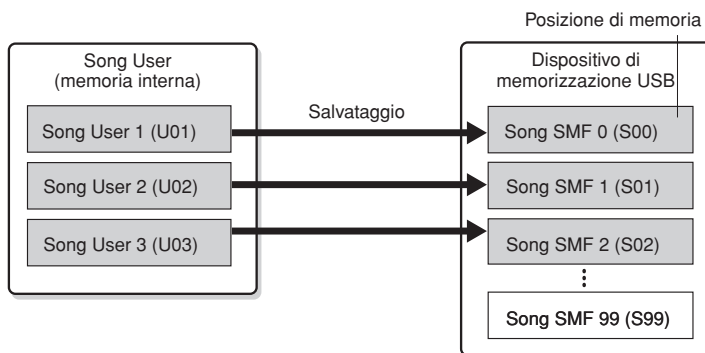 Posizione di memoria
Song User
(memoria interna)
Song User 1 (U01)
Song User 2 (U02)
Song User 3 (U03)
Salvataggio
Dispositivo di
memorizzazione USB
Song SMF 0 (S00)
Song SMF 1 (S01)
Song SMF 2 (S02)
Song SMF 99 (S99)